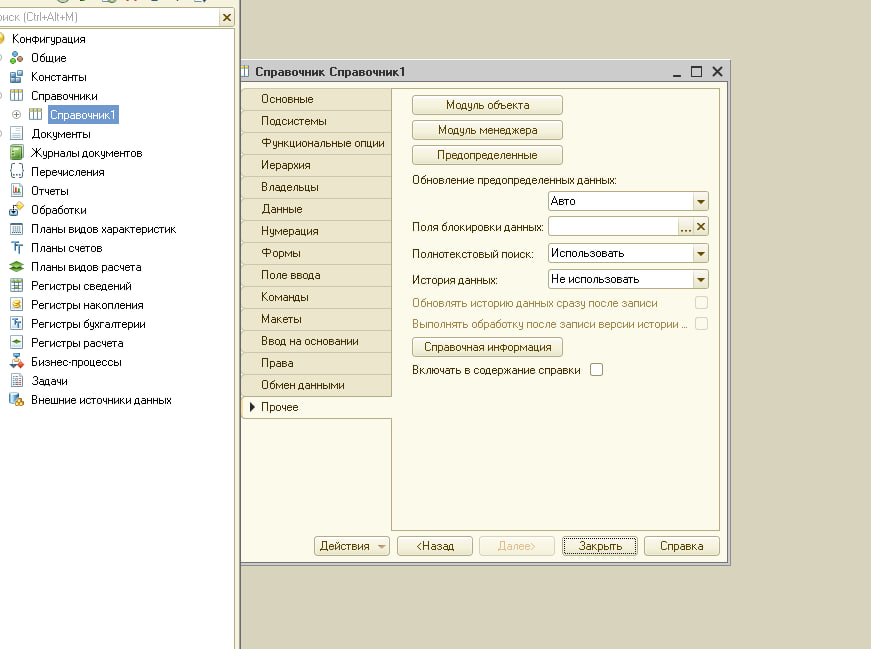 иск (Ctrl+Alt+M)
Конфигурация
Общие
Константы
Справочники
Справочник1
Документы
Журналы документов
Перечисления
Отчеты
Обработки
Планы видов характеристик
Планы счетов
Планы видов расчета
Регистры сведений
Регистры накопления
Регистры бухгалтерии
Регистры расчета
Бизнес-процессы
Задачи
Внешние источники данных
Справочник Справочник1
Основные
Подсистемы
Функциональные опции
Иерархия
Владельцы
Данные
Нумерация
Формы
Поле ввода
Команды
Макеты
Ввод на основании
Права
Обмен данными
Прочее
Модуль объекта
Модуль менеджера
Предопределенные
Обновление предопределенных данных:
Авто
Поля блокировки данных: ...
Полнотекстовый поиск: Использовать
История данных: Не использовать
Обновлять историю данных сразу после записи
Выполнять обработку после записи версии истории ...
Справочная информация
Включать в содержание справки
Действия <Назад Далее> Закрыть Справка